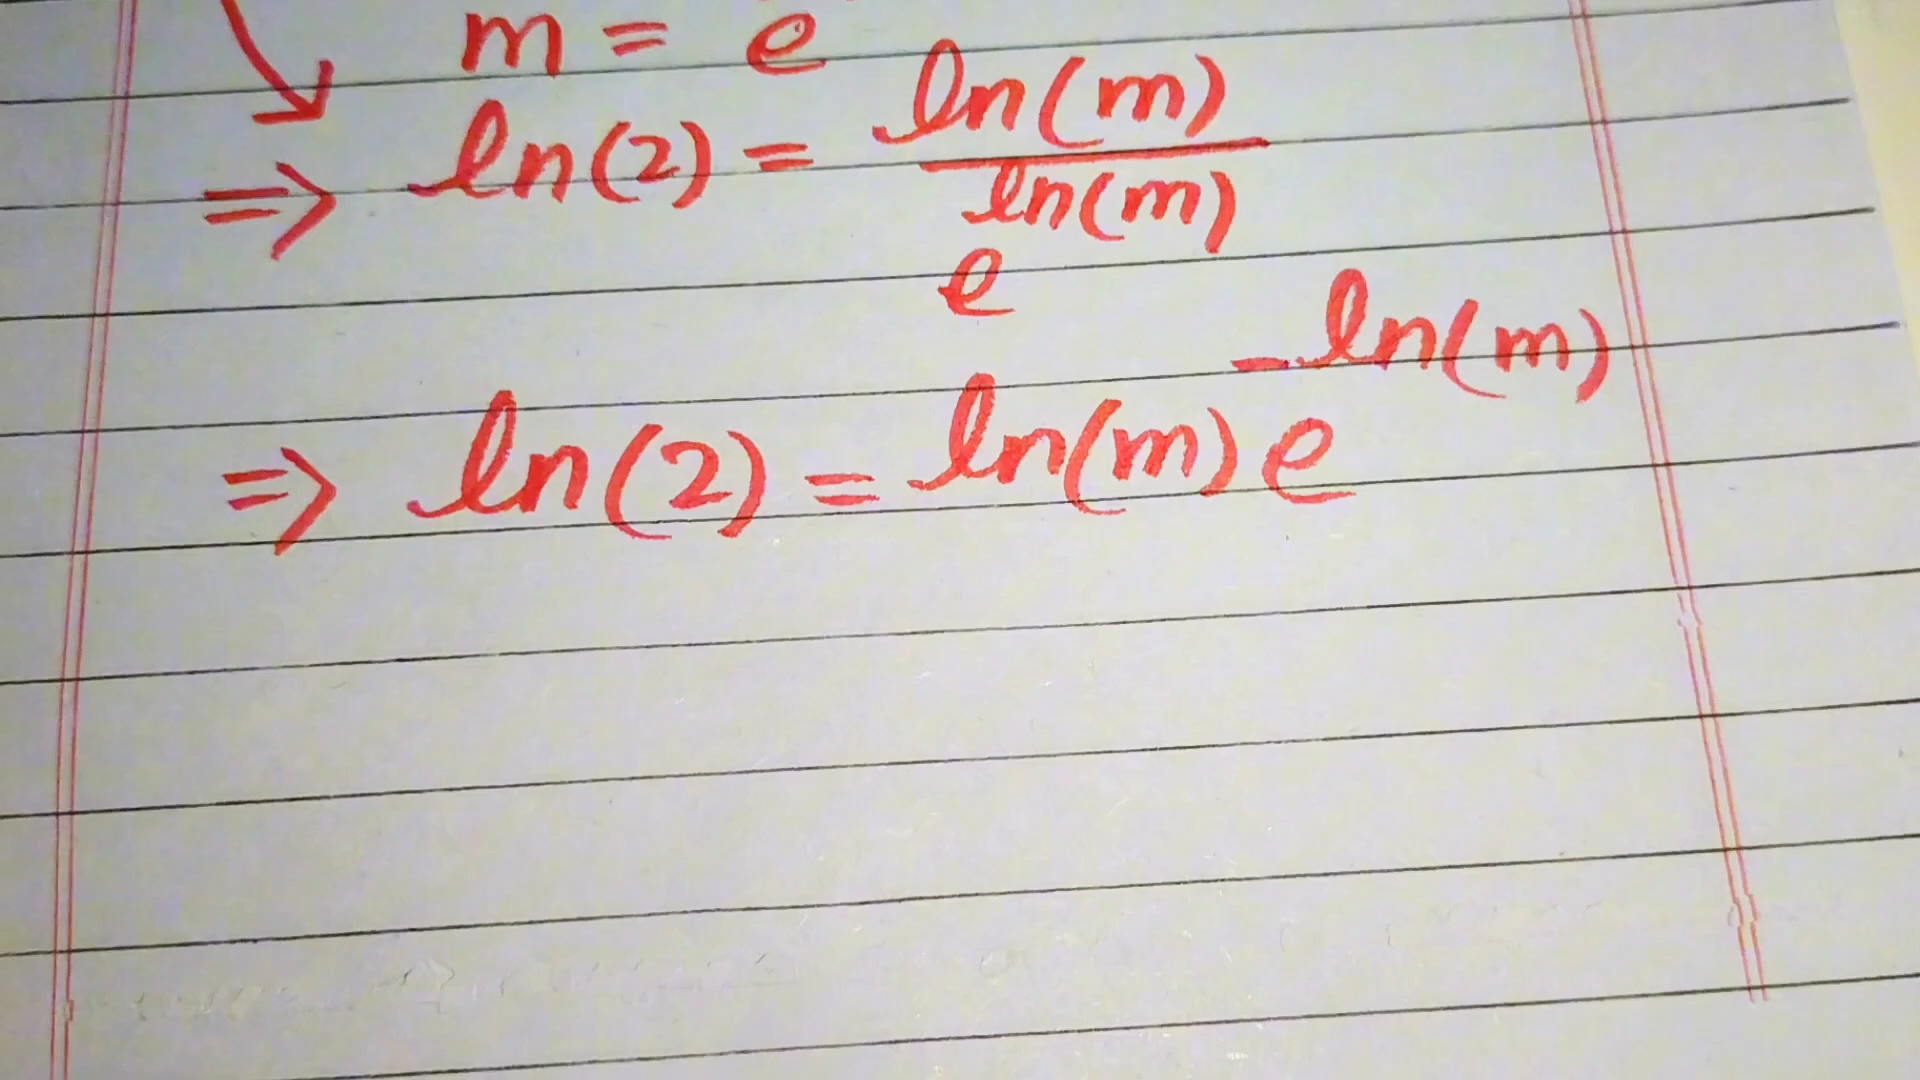 m = e
⇒ ln(2) = ln(m) / e^ln(m)
⇒ ln(2) = ln(m) e^-ln(m)